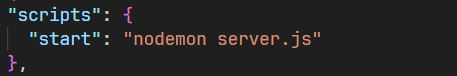 "scripts": {
  "start": "nodemon server.js"
},